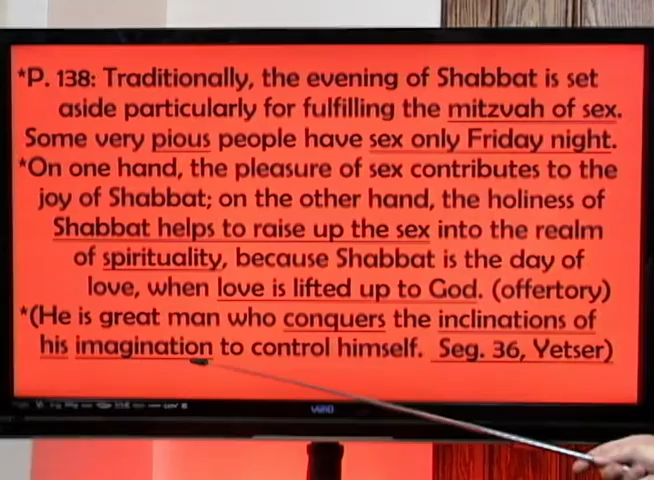 *P. 138: Traditionally, the evening of Shabbat is set
aside particularly for fulfilling the mitzvah of sex.
Some very pious people have sex only Friday night.
*On one hand, the pleasure of sex contributes to the
joy of Shabbat; on the other hand, the holiness of
Shabbat helps to raise up the sex into the realm
of spirituality, because Shabbat is the day of
love, when love is lifted up to God. (offertory)
*(He is great man who conquers the inclinations of
his imagination to control himself. Seg. 36, Yetser)
VIZIO